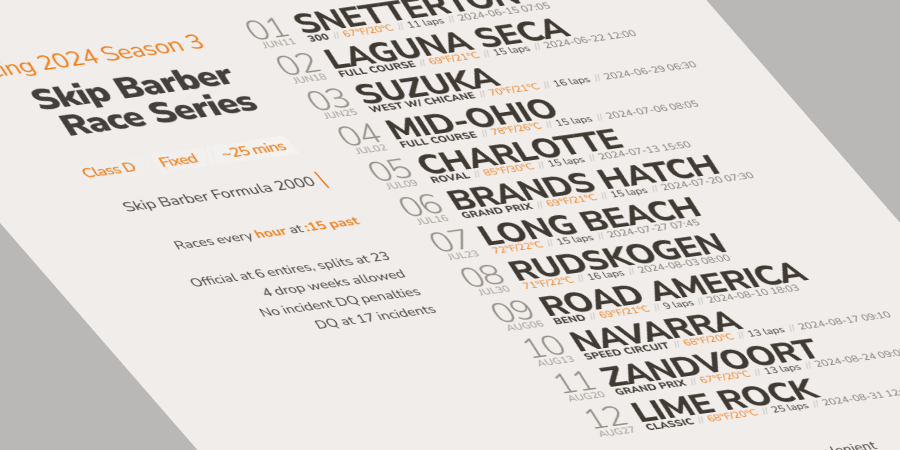 2024 Season 3
Skip Barber
Race Series
Class D Fixed ~25 mins
Skip Barber Formula 2000
Races every hour at :15 past
Official at 6 entires, splits at 23
4 drop weeks allowed
No incident DQ penalties
DQ at 17 incidents
01 SNETTERTON
JUN11 300 // 67°F/20°C // 11 laps // 2024-06-15 07:05
02 LAGUNA SECA
JUN18 FULL COURSE // 69°F/21°C // 15 laps // 2024-06-22 12:00
03 SUZUKA
JUN25 WEST W/ CHICANE // 70°F/21°C // 16 laps // 2024-06-29 06:30
04 MID-OHIO
JUL02 FULL COURSE // 78°F/26°C // 15 laps // 2024-07-06 08:05
05 CHARLOTTE
JUL09 ROVAL // 85°F/30°C // 15 laps // 2024-07-13 15:50
06 BRANDS HATCH
JUL16 GRAND PRIX // 69°F/21°C // 15 laps // 2024-07-20 07:30
07 LONG BEACH
JUL23 72°F/22°C // 15 laps // 2024-07-27 07:45
08 RUDSKOGEN
JUL30 71°F/22°C // 16 laps // 2024-08-03 08:00
09 ROAD AMERICA
AUG06 BEND // 69°F/21°C // 9 laps // 2024-08-10 18:03
10 NAVARRA
AUG13 SPEED CIRCUIT // 68°F/20°C // 13 laps // 2024-08-17 09:10
11 ZANDVOORT
AUG20 GRAND PRIX // 67°F/20°C // 13 laps // 2024-08-24
12 LIME ROCK
AUG27 CLASSIC // 68°F/20°C // 25 laps // 2024-08-31